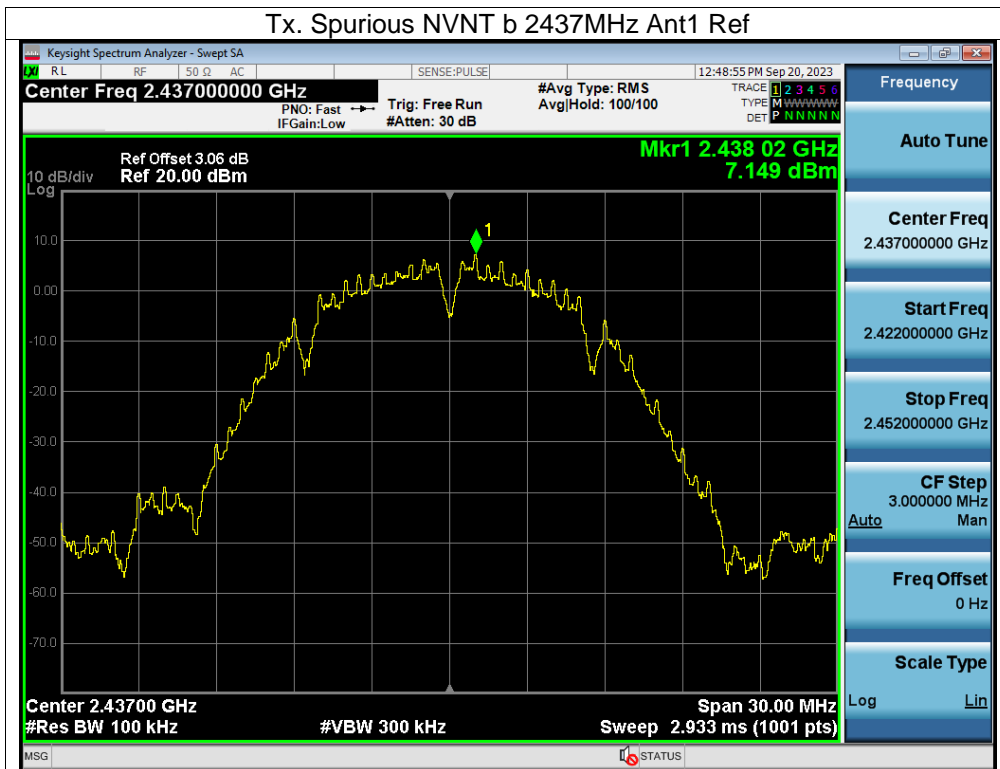 Tx. Spurious NVNT b 2437MHz Ant1 Ref
Keysight Spectrum Analyzer - Swept SA
LXI RL RF 50 Ω AC SENSE:PULSE 12:48:55 PM Sep 20, 2023
Center Freq 2.437000000 GHz
PNO: Fast
IFGain:Low
Trig: Free Run
#Atten: 30 dB
#Avg Type: RMS
Avg|Hold: 100/100
TRACE 1 2 3 4 5 6
TYPE M WWWWW
DET P N N N N N
Ref Offset 3.06 dB
Ref 20.00 dBm
10 dB/div
Log
Mkr1 2.438 02 GHz
7.149 dBm
1
10.0
0.00
-10.0
-20.0
-30.0
-40.0
-50.0
-60.0
-70.0
Center 2.43700 GHz
Span 30.00 MHz
#Res BW 100 kHz
#VBW 300 kHz
Sweep 2.933 ms (1001 pts)
MSG
STATUS
Frequency
Auto Tune
Center Freq
2.437000000 GHz
Start Freq
2.422000000 GHz
Stop Freq
2.452000000 GHz
CF Step
3.000000 MHz
Auto Man
Freq Offset
0 Hz
Scale Type
Log Lin